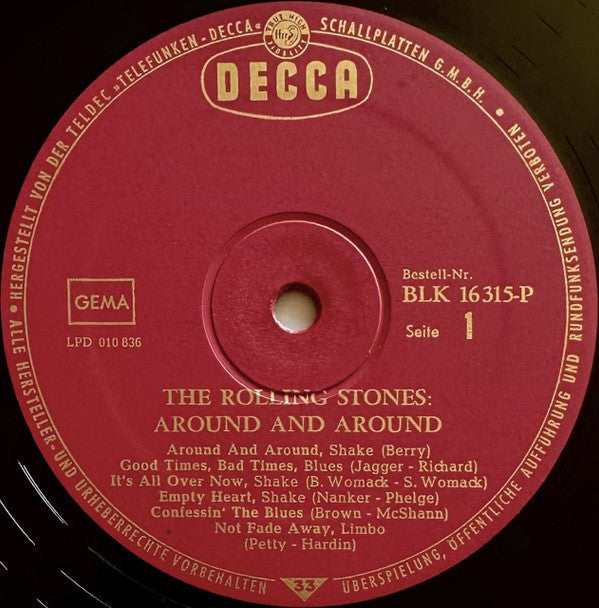 • HERGESTELLT VON DER TELDEC »TELEFUNKEN-DECCA« SCHALLPLATTEN G.M.B.H. •
DECCA
GEMA
LPD 010 836
Bestell-Nr.
BLK 16315-P
Seite 1
THE ROLLING STONES:
AROUND AND AROUND
Around And Around, Shake (Berry)
Good Times, Bad Times, Blues (Jagger - Richard)
It's All Over Now, Shake (B. Womack - S. Womack)
Empty Heart, Shake (Nanker - Phelge)
Confessin' The Blues (Brown - McShann)
Not Fade Away, Limbo
(Petty - Hardin)
ALLE HERSTELLER- UND URHEBERRECHTE VORBEHALTEN
33
ÜBERSPIELUNG, ÖFFENTLICHE AUFFÜHRUNG UND RUNDFUNKSENDUNG VERBOTEN